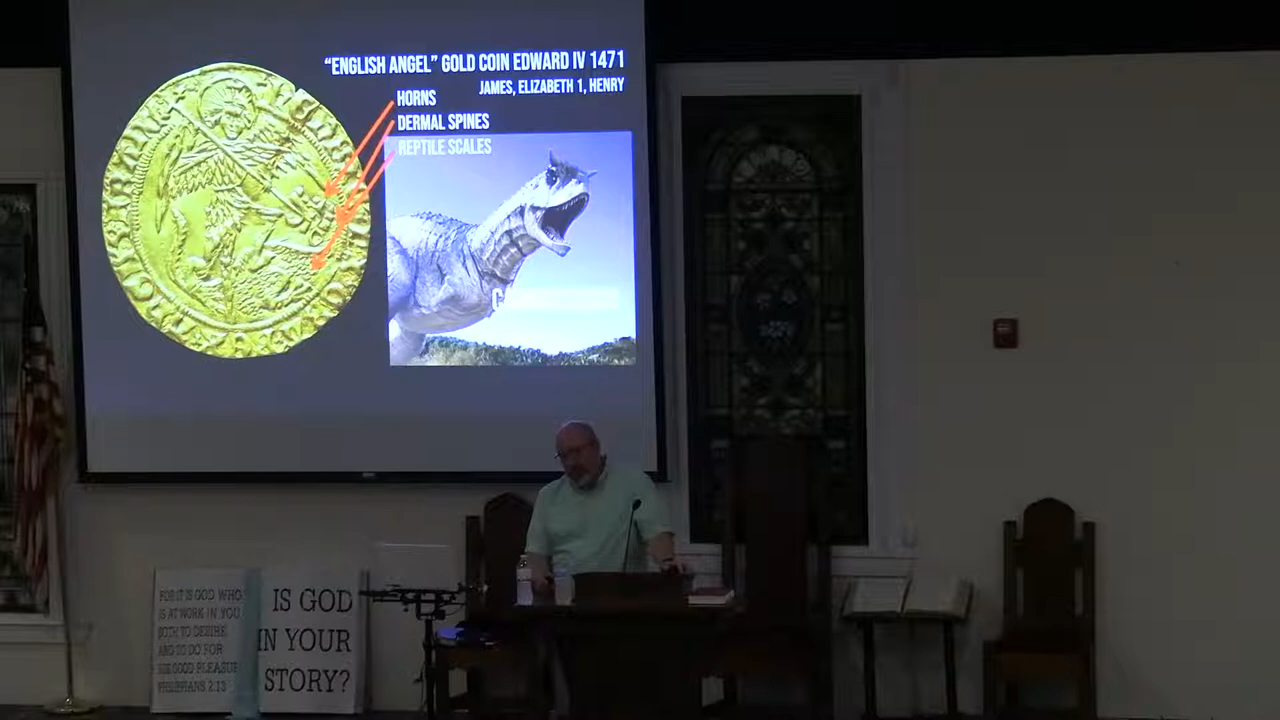 “ENGLISH ANGEL” GOLD COIN EDWARD IV 1471
JAMES, ELIZABETH 1, HENRY
HORNS
DERMAL SPINES
REPTILE SCALES
FOR IT IS GOD WHO
IS AT WORK IN YOU
BOTH TO DESIRE
AND TO DO FOR
HIS GOOD PLEASURE
PHILIPPIANS 2:13
IS GOD
IN YOUR
STORY?